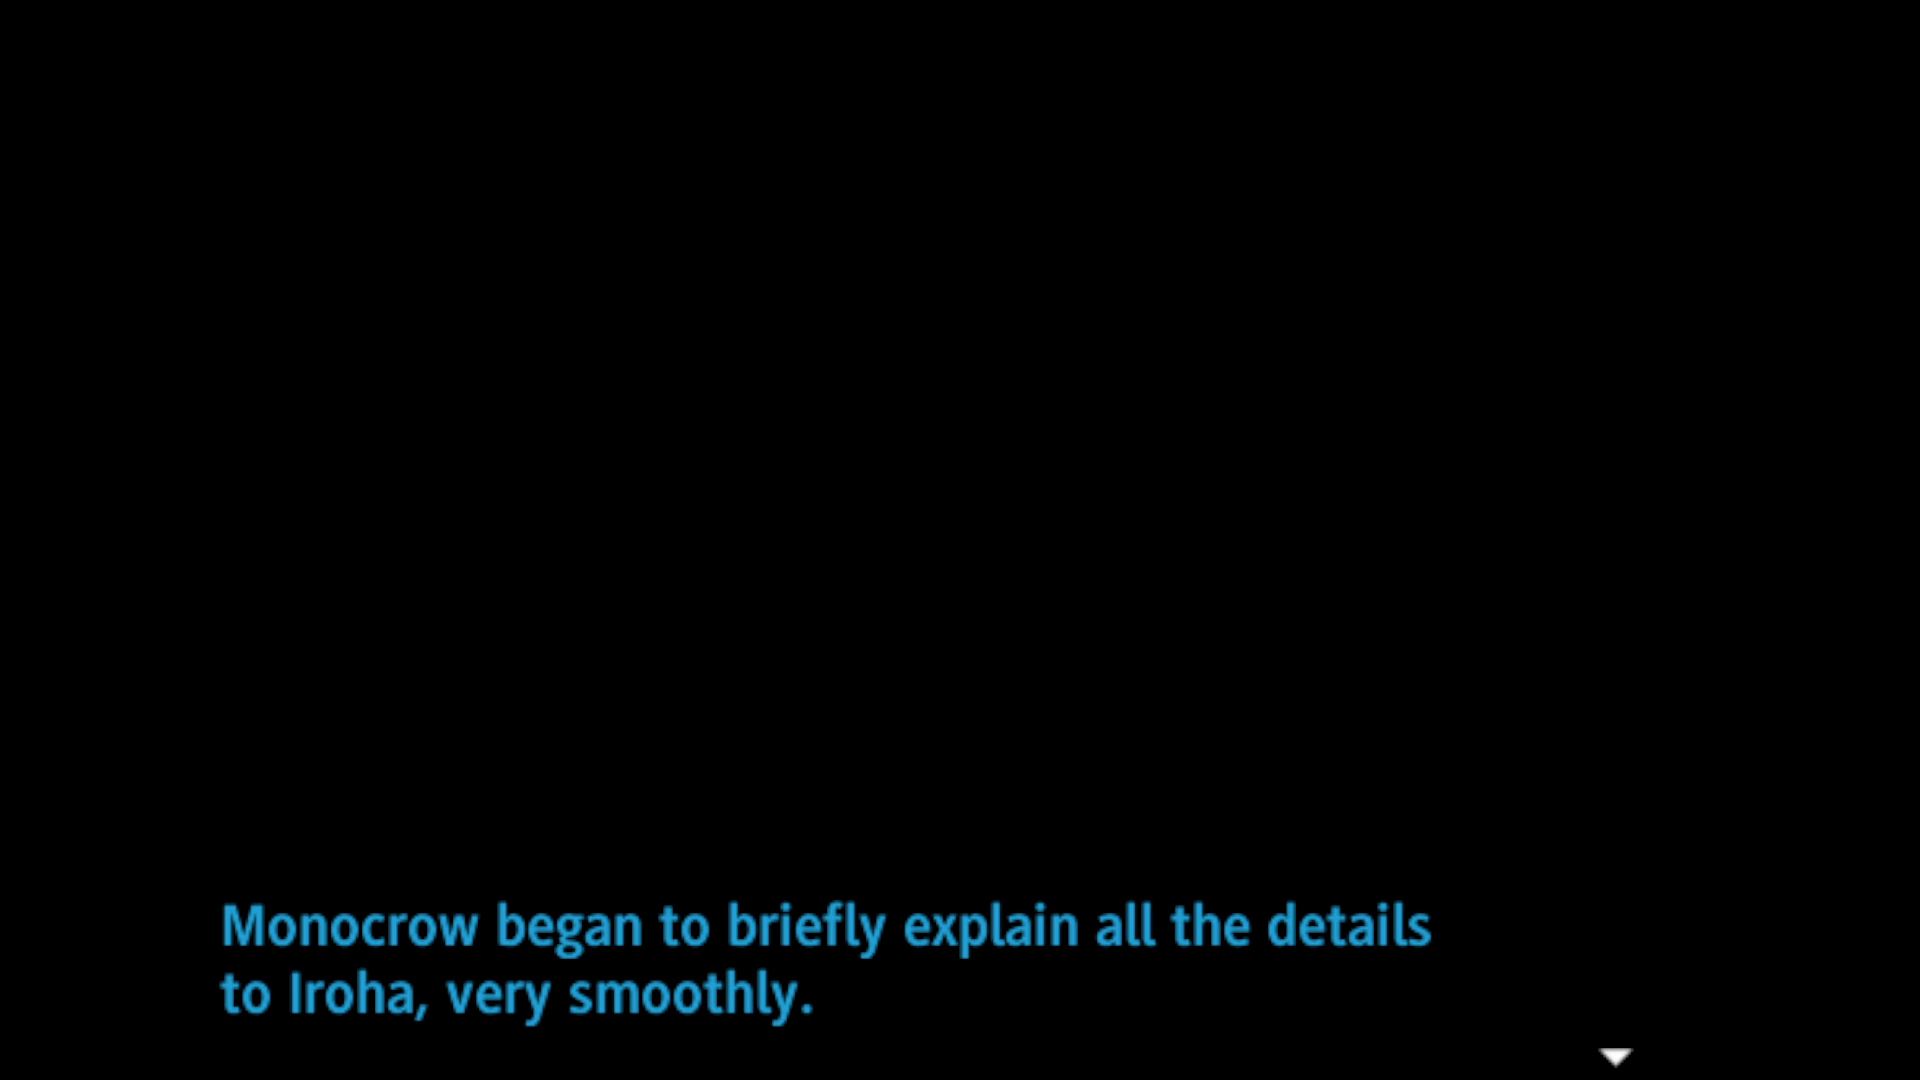 Monocrow began to briefly explain all the details
to Iroha, very smoothly.